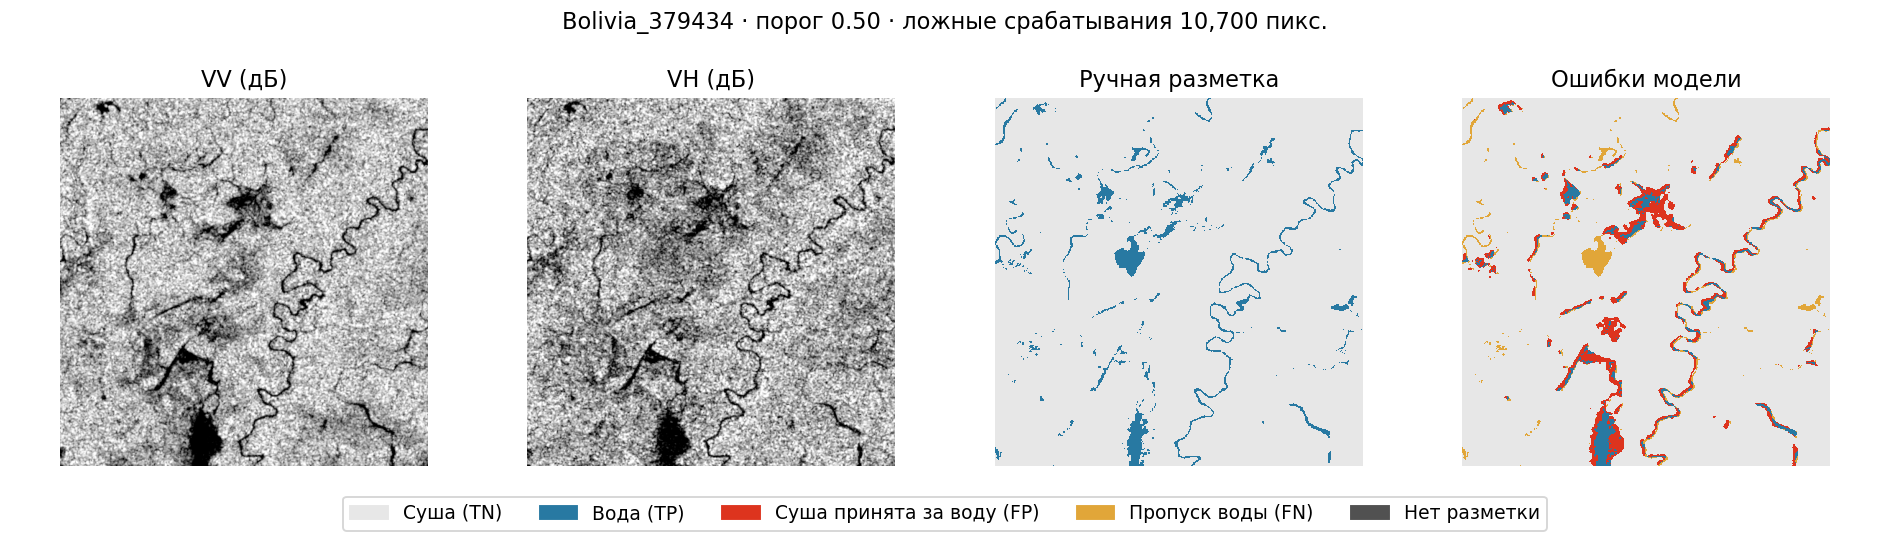 Bolivia_379434 · порог 0.50 · ложные срабатывания 10,700 пикс.
VV (дБ)
VH (дБ)
Ручная разметка
Ошибки модели
Суша (TN)
Вода (TP)
Суша принята за воду (FP)
Пропуск воды (FN)
Нет разметки